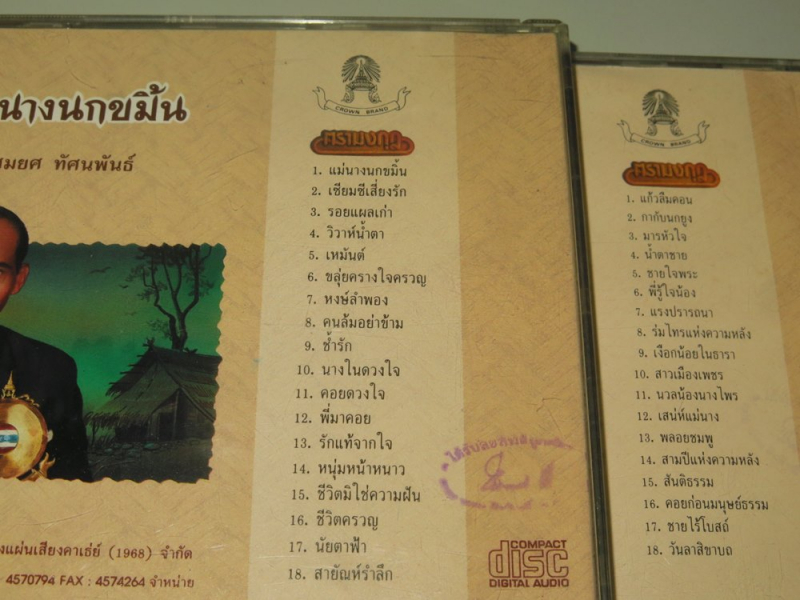 นางนกขมิ้น
สมยศ ทัศนพันธ์
CROWN BRAND
ตรามงกุฎ
1. แม่นางนกขมิ้น
2. เซียมซีเสี่ยงรัก
3. รอยแผลเก่า
4. วิวาห์น้ำตา
5. เหมันต์
6. ขลุ่ยครางใจครวญ
7. หงษ์ลำพอง
8. คนล้มอย่าข้าม
9. ช้ำรัก
10. นางในดวงใจ
11. คอยดวงใจ
12. พี่มาคอย
13. รักแท้จากใจ
14. หนุ่มหน้าหนาว
15. ชีวิตมิใช่ความฝัน
16. ชีวิตครวญ
17. นัยตาฟ้า
18. สายัณห์รำลึก
COMPACT
disc
DIGITAL AUDIO
งแผ่นเสียงคาเธ่ย์ (1968) จำกัด
4570794 FAX : 4574264 จำหน่าย
CROWN BRAND
ตรามงกุฎ
1. แก้วลืมคอน
2. กากับนกยูง
3. มารหัวใจ
4. น้ำตาชาย
5. ชายใจพระ
6. พี่รู้ใจน้อง
7. แรงปรารถนา
8. ร่มไทรแห่งความหลัง
9. เงือกน้อยในธารา
10. สาวเมืองเพชร
11. นวลน้องนางไพร
12. เสน่ห์แม่นาง
13. พลอยชมพู
14. สามปีแห่งความหลัง
15. สันติธรรม
16. คอยก่อนมนุษย์ธรรม
17. ชายไร้โบสถ์
18. วันลาสิขาบถ